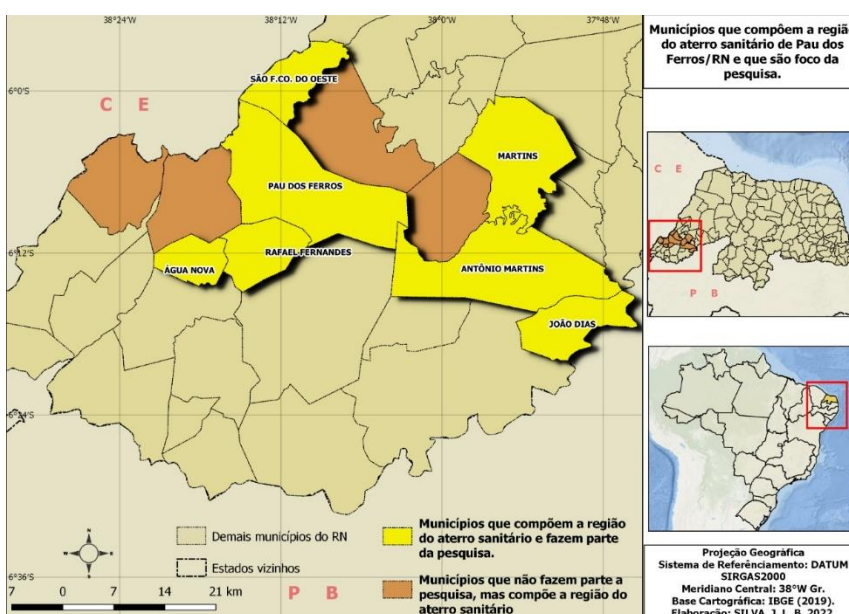 38°24'W
38°12'W
38°0'W
37°48'W
6°0'S
6°12'S
6°24'S
6°36'S
C E
SÃO F.CO. DO OESTE
MARTINS
PAU DOS FERROS
RAFAEL FERNANDES
ÁGUA NOVA
ANTÔNIO MARTINS
JOÃO DIAS
Demais municípios do RN
Estados vizinhos
Municípios que compõem a região
do aterro sanitário e fazem parte
da pesquisa.
Municípios que não fazem parte a
pesquisa, mas compõe a região do
aterro sanitário
N
E
S
W
7 0 7 14 21 km
P B
Municípios que compõem a regiã
do aterro sanitário de Pau dos
Ferros/RN e que são foco da
pesquisa.
C E
P B
Projeção Geográfica
Sistema de Referênciamento: DATUM
SIRGAS2000
Meridiano Central: 38°W Gr.
Base Cartográfica: IBGE (2019).
Elaboração: SILVA, J. L. B, 2022